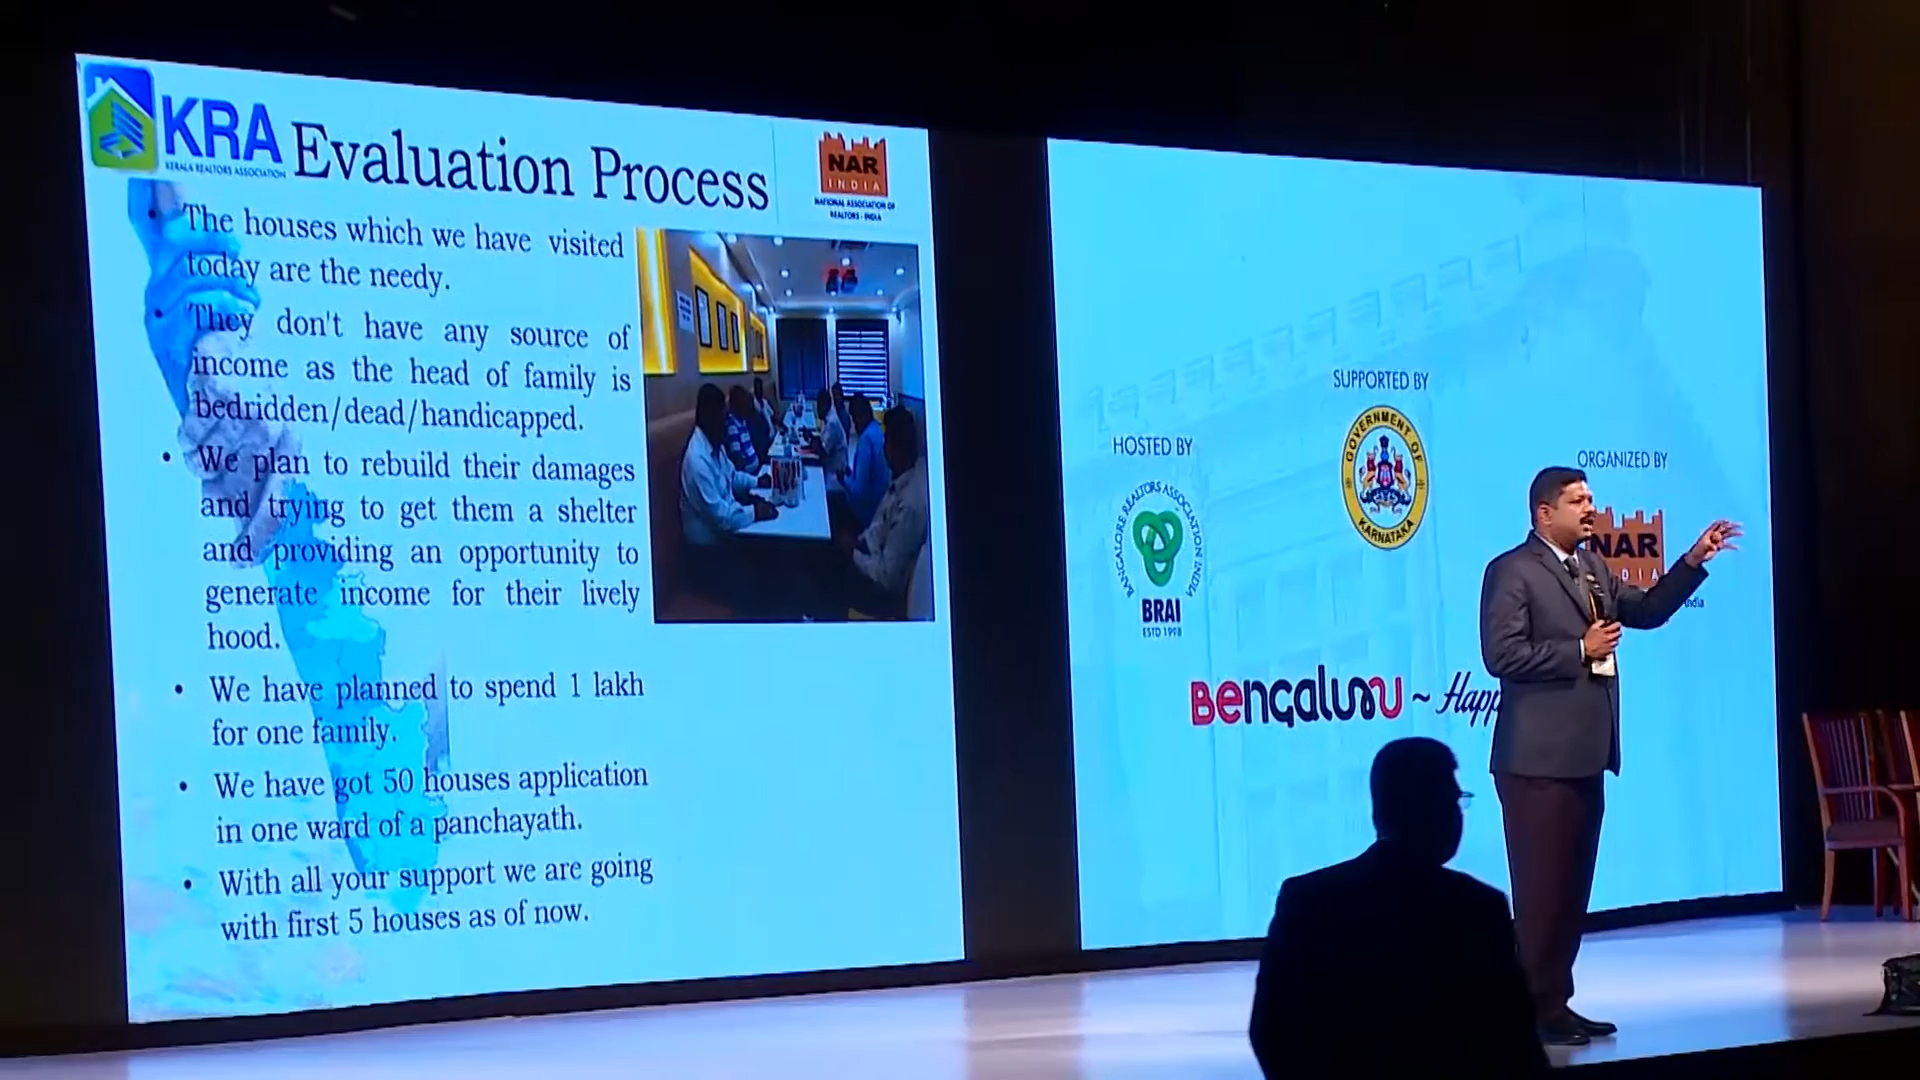 KRA
KERALA REALTORS ASSOCIATION
Evaluation Process
NAR
INDIA
NATIONAL ASSOCIATION OF
REALTORS - INDIA
• The houses which we have visited
today are the needy.
• They don't have any source of
income as the head of family is
bedridden/dead/handicapped.
• We plan to rebuild their damages
and trying to get them a shelter
and providing an opportunity to
generate income for their lively
hood.
• We have planned to spend 1 lakh
for one family.
• We have got 50 houses application
in one ward of a panchayath.
• With all your support we are going
with first 5 houses as of now.
HOSTED BY
BANGALORE REALTORS ASSOCIATION INDIA
BRAI
ESTD 1998
SUPPORTED BY
GOVERNMENT OF
KARNATAKA
ORGANIZED BY
NAR
DIA
India
Bengaluru ~ Happ